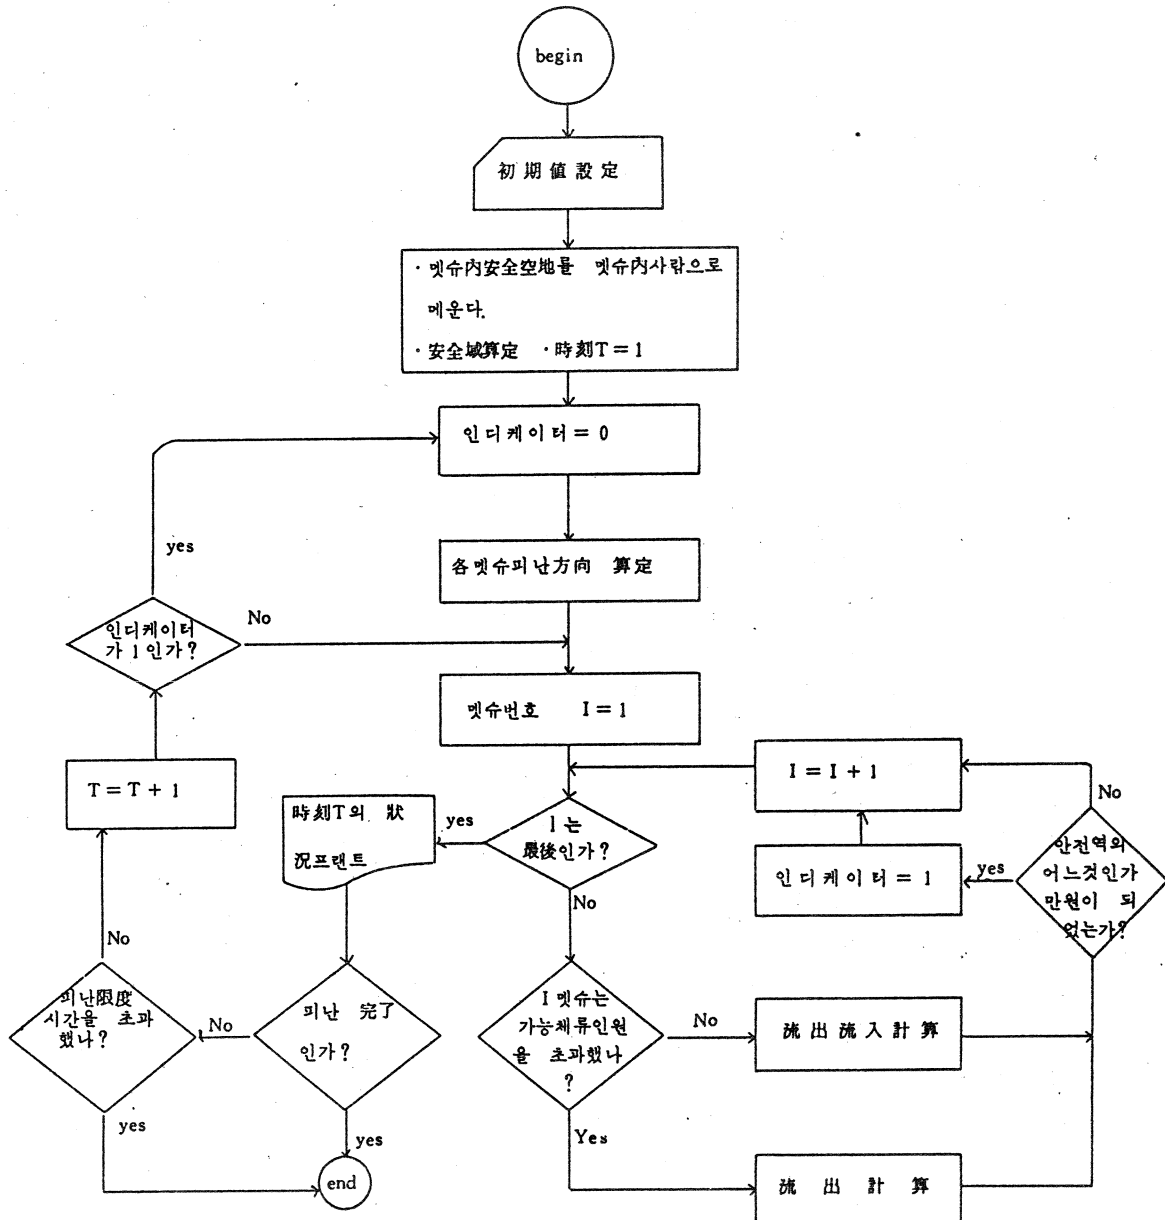 begin
初期値設定
· 멧슈内安全空地를 멧슈内사람으로
메운다.
· 安全域算定 · 時刻T = 1
인디케이터 = 0
yes
各멧슈피난方向 算定
No
인디케이터
가 1 인가?
멧슈번호 I = 1
T = T + 1
I = I + 1
時刻T의 狀
況프랜트
yes
I 는
最後인가?
No
인디케이터 = 1
yes
안전역의
어느것인가
만원이 되
었는가?
No
No
피난限度
시간을 초과
했나?
No
피난 完了
인가?
I 멧슈는
가능체류인원
을 초과했나
?
No
流出流入計算
yes
yes
Yes
end
流出計算